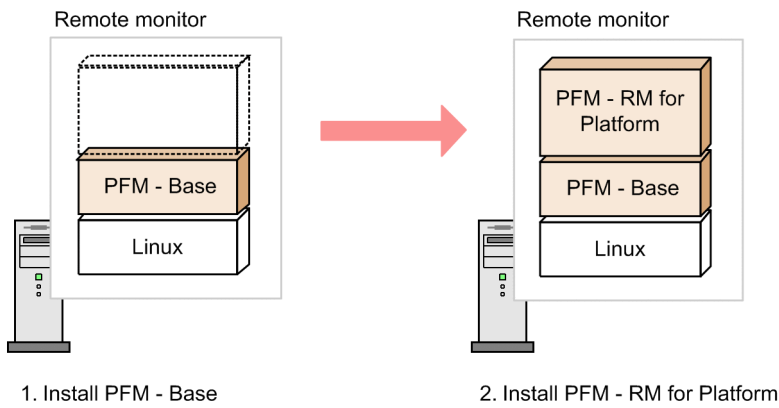 Remote monitor
PFM - Base
Linux
1. Install PFM - Base
Remote monitor
PFM - RM for
Platform
PFM - Base
Linux
2. Install PFM - RM for Platform